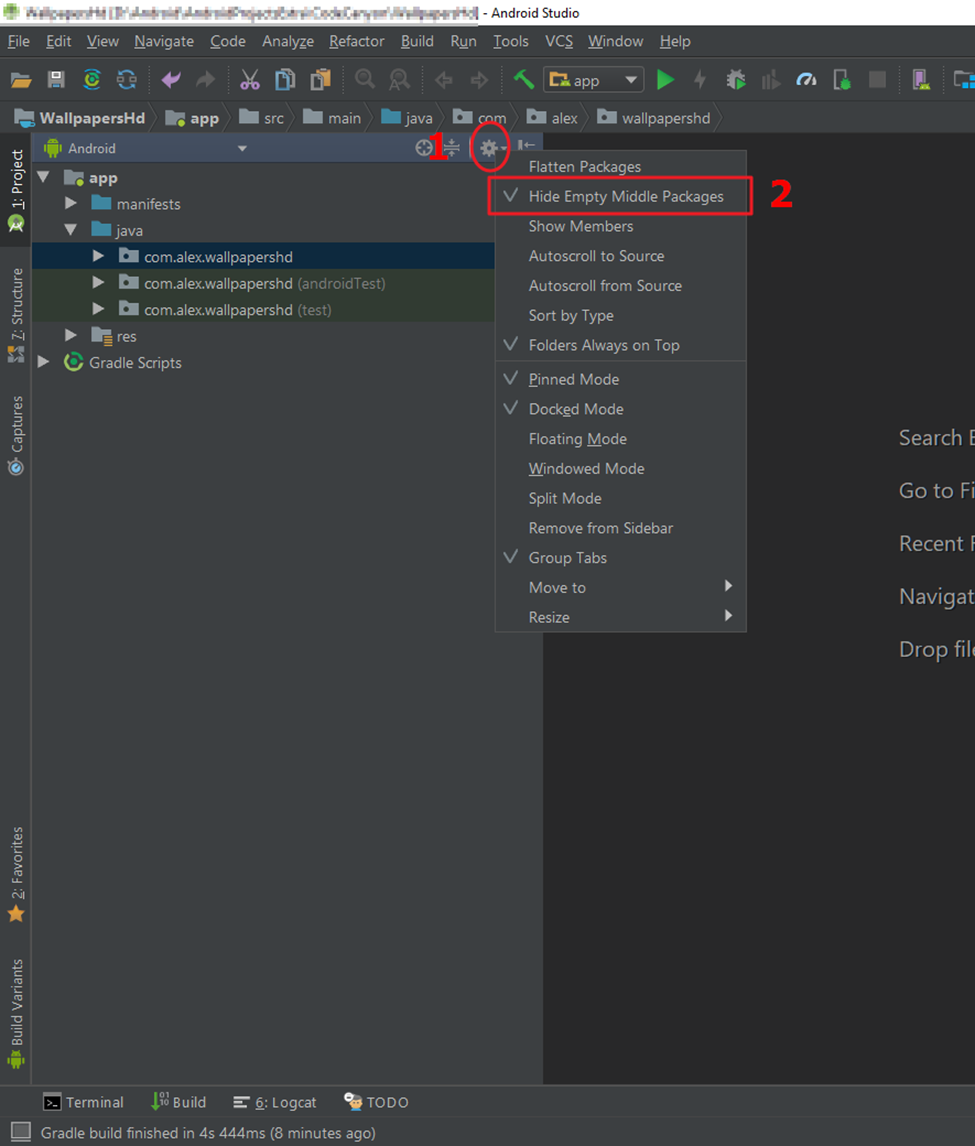 - Android Studio
File Edit View Navigate Code Analyze Refactor Build Run Tools VCS Window Help
app
WallpapersHd app src main java com alex wallpapershd
1: Project
Android
1
Flatten Packages
app
Hide Empty Middle Packages
2
manifests
Show Members
java
com.alex.wallpapershd
Autoscroll to Source
com.alex.wallpapershd (androidTest)
Autoscroll from Source
com.alex.wallpapershd (test)
Sort by Type
7: Structure
res
Folders Always on Top
Gradle Scripts
Pinned Mode
Docked Mode
Captures
Floating Mode
Search E
Windowed Mode
Go to Fi
Split Mode
Remove from Sidebar
Recent F
Group Tabs
Move to
Navigat
Resize
Drop file
2: Favorites
Build Variants
Terminal Build 6: Logcat TODO
Gradle build finished in 4s 444ms (8 minutes ago)